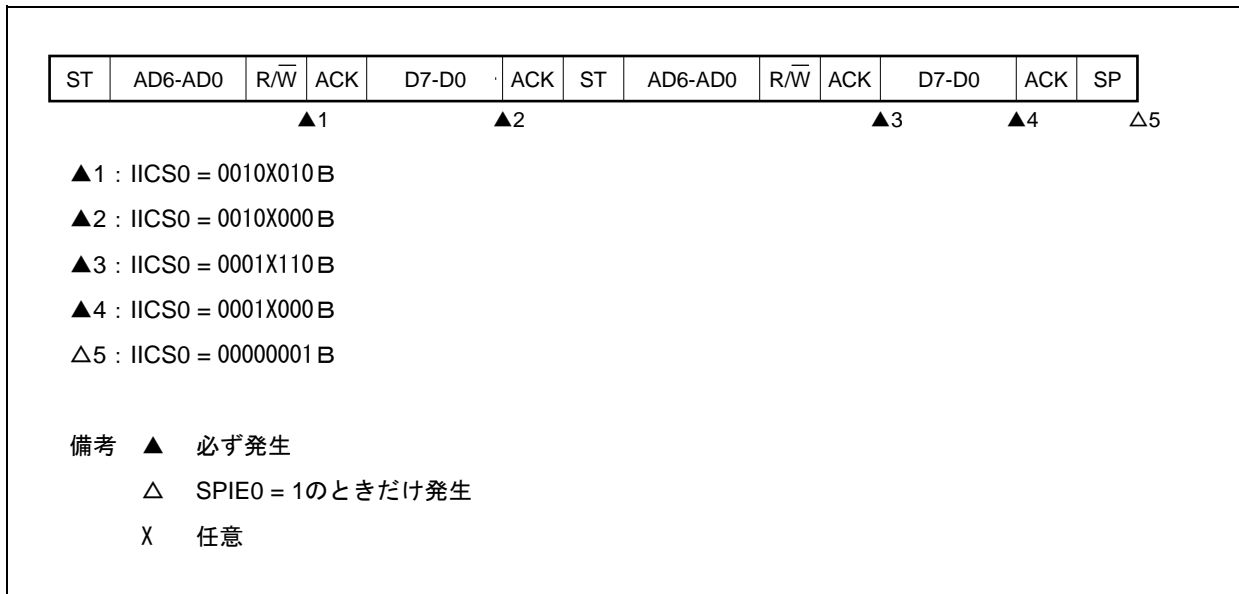 ST AD6-AD0 R/W̅ ACK D7-D0 ACK ST AD6-AD0 R/W̅ ACK D7-D0 ACK SP
▲1 ▲2 ▲3 ▲4 △5
▲1：IICS0 = 0010X010B
▲2：IICS0 = 0010X000B
▲3：IICS0 = 0001X110B
▲4：IICS0 = 0001X000B
△5：IICS0 = 00000001B
備考 ▲ 必ず発生
△ SPIE0 = 1のときだけ発生
X 任意